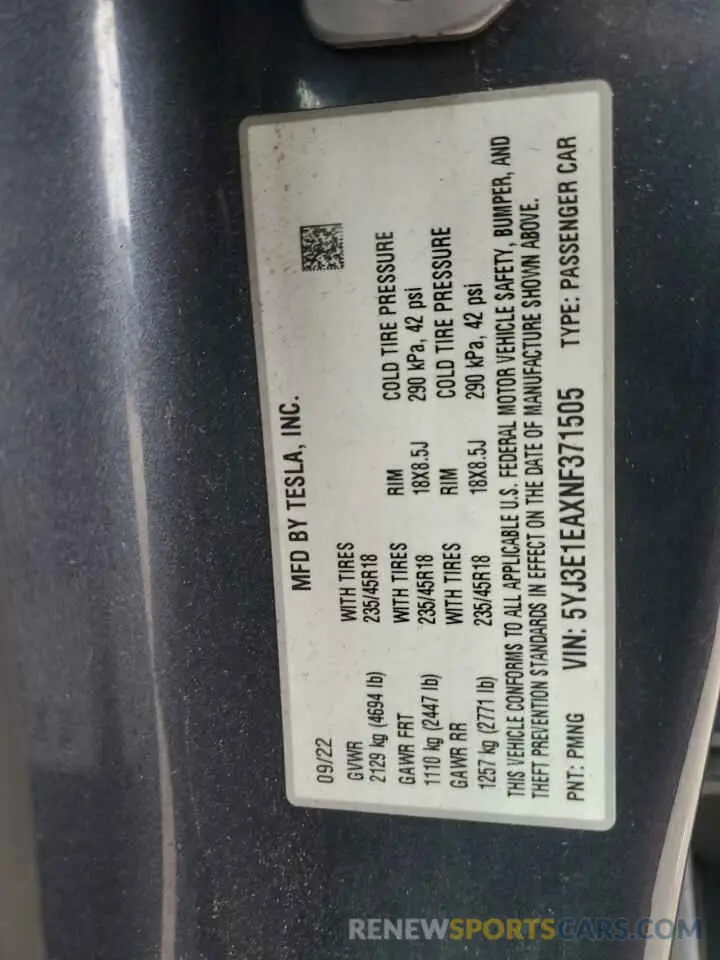 MFD BY TESLA, INC.
09/22
GVWR WITH TIRES RIM COLD TIRE PRESSURE
2129 kg (4694 lb) 235/45R18 18X8.5J 290 kPa, 42 psi
GAWR FRT WITH TIRES RIM COLD TIRE PRESSURE
1110 kg (2447 lb) 235/45R18 18X8.5J 290 kPa, 42 psi
GAWR RR WITH TIRES
1257 kg (2771 lb) 235/45R18
THIS VEHICLE CONFORMS TO ALL APPLICABLE U.S. FEDERAL MOTOR VEHICLE SAFETY, BUMPER, AND
THEFT PREVENTION STANDARDS IN EFFECT ON THE DATE OF MANUFACTURE SHOWN ABOVE.
PNT: PMNG VIN: 5YJ3E1EAXNF371505 TYPE: PASSENGER CAR
RENEWSPORTSCARS.COM